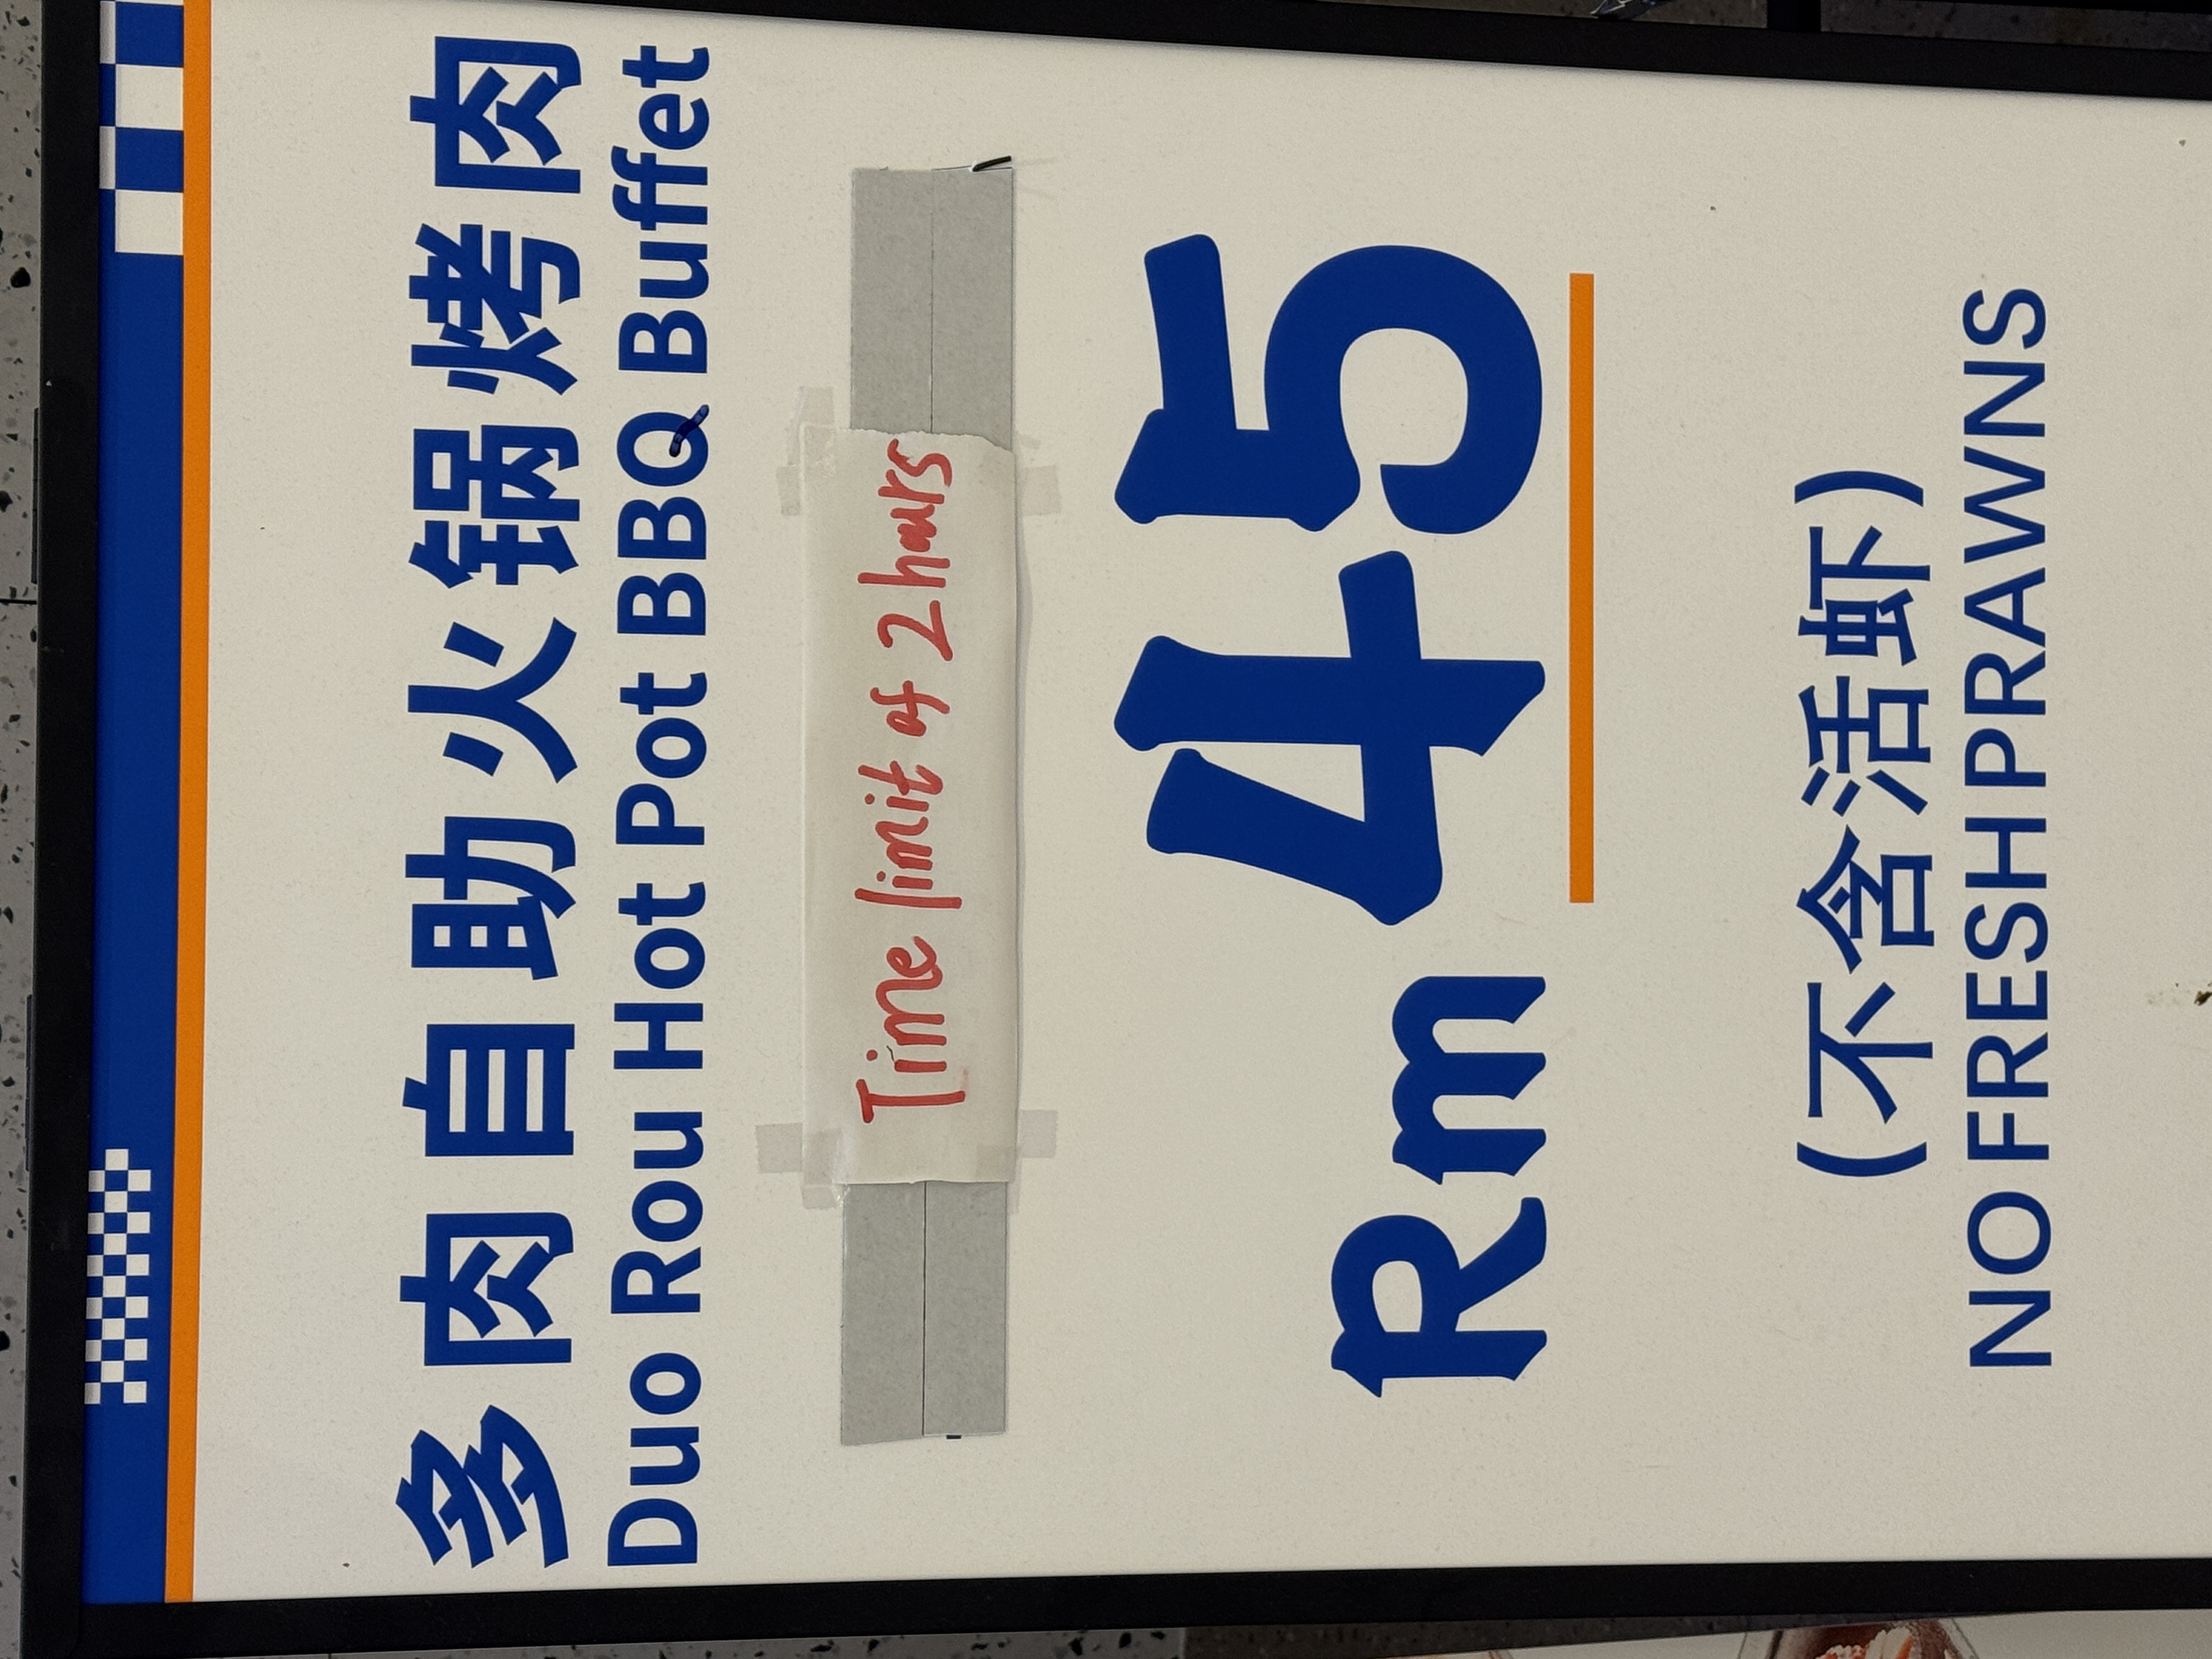 多肉自助火锅烤肉
Duo Rou Hot Pot BBQ Buffet
Time limit of 2 hours
Rm 45
(不含活虾)
NO FRESH PRAWNS